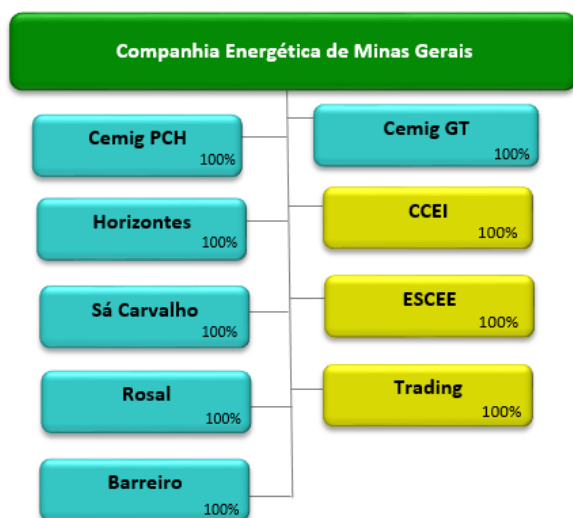 Companhia Energética de Minas Gerais
Cemig PCH
100%
Cemig GT
100%
Horizontes
100%
CCEI
100%
Sá Carvalho
100%
ESCEE
100%
Rosal
100%
Trading
100%
Barreiro
100%